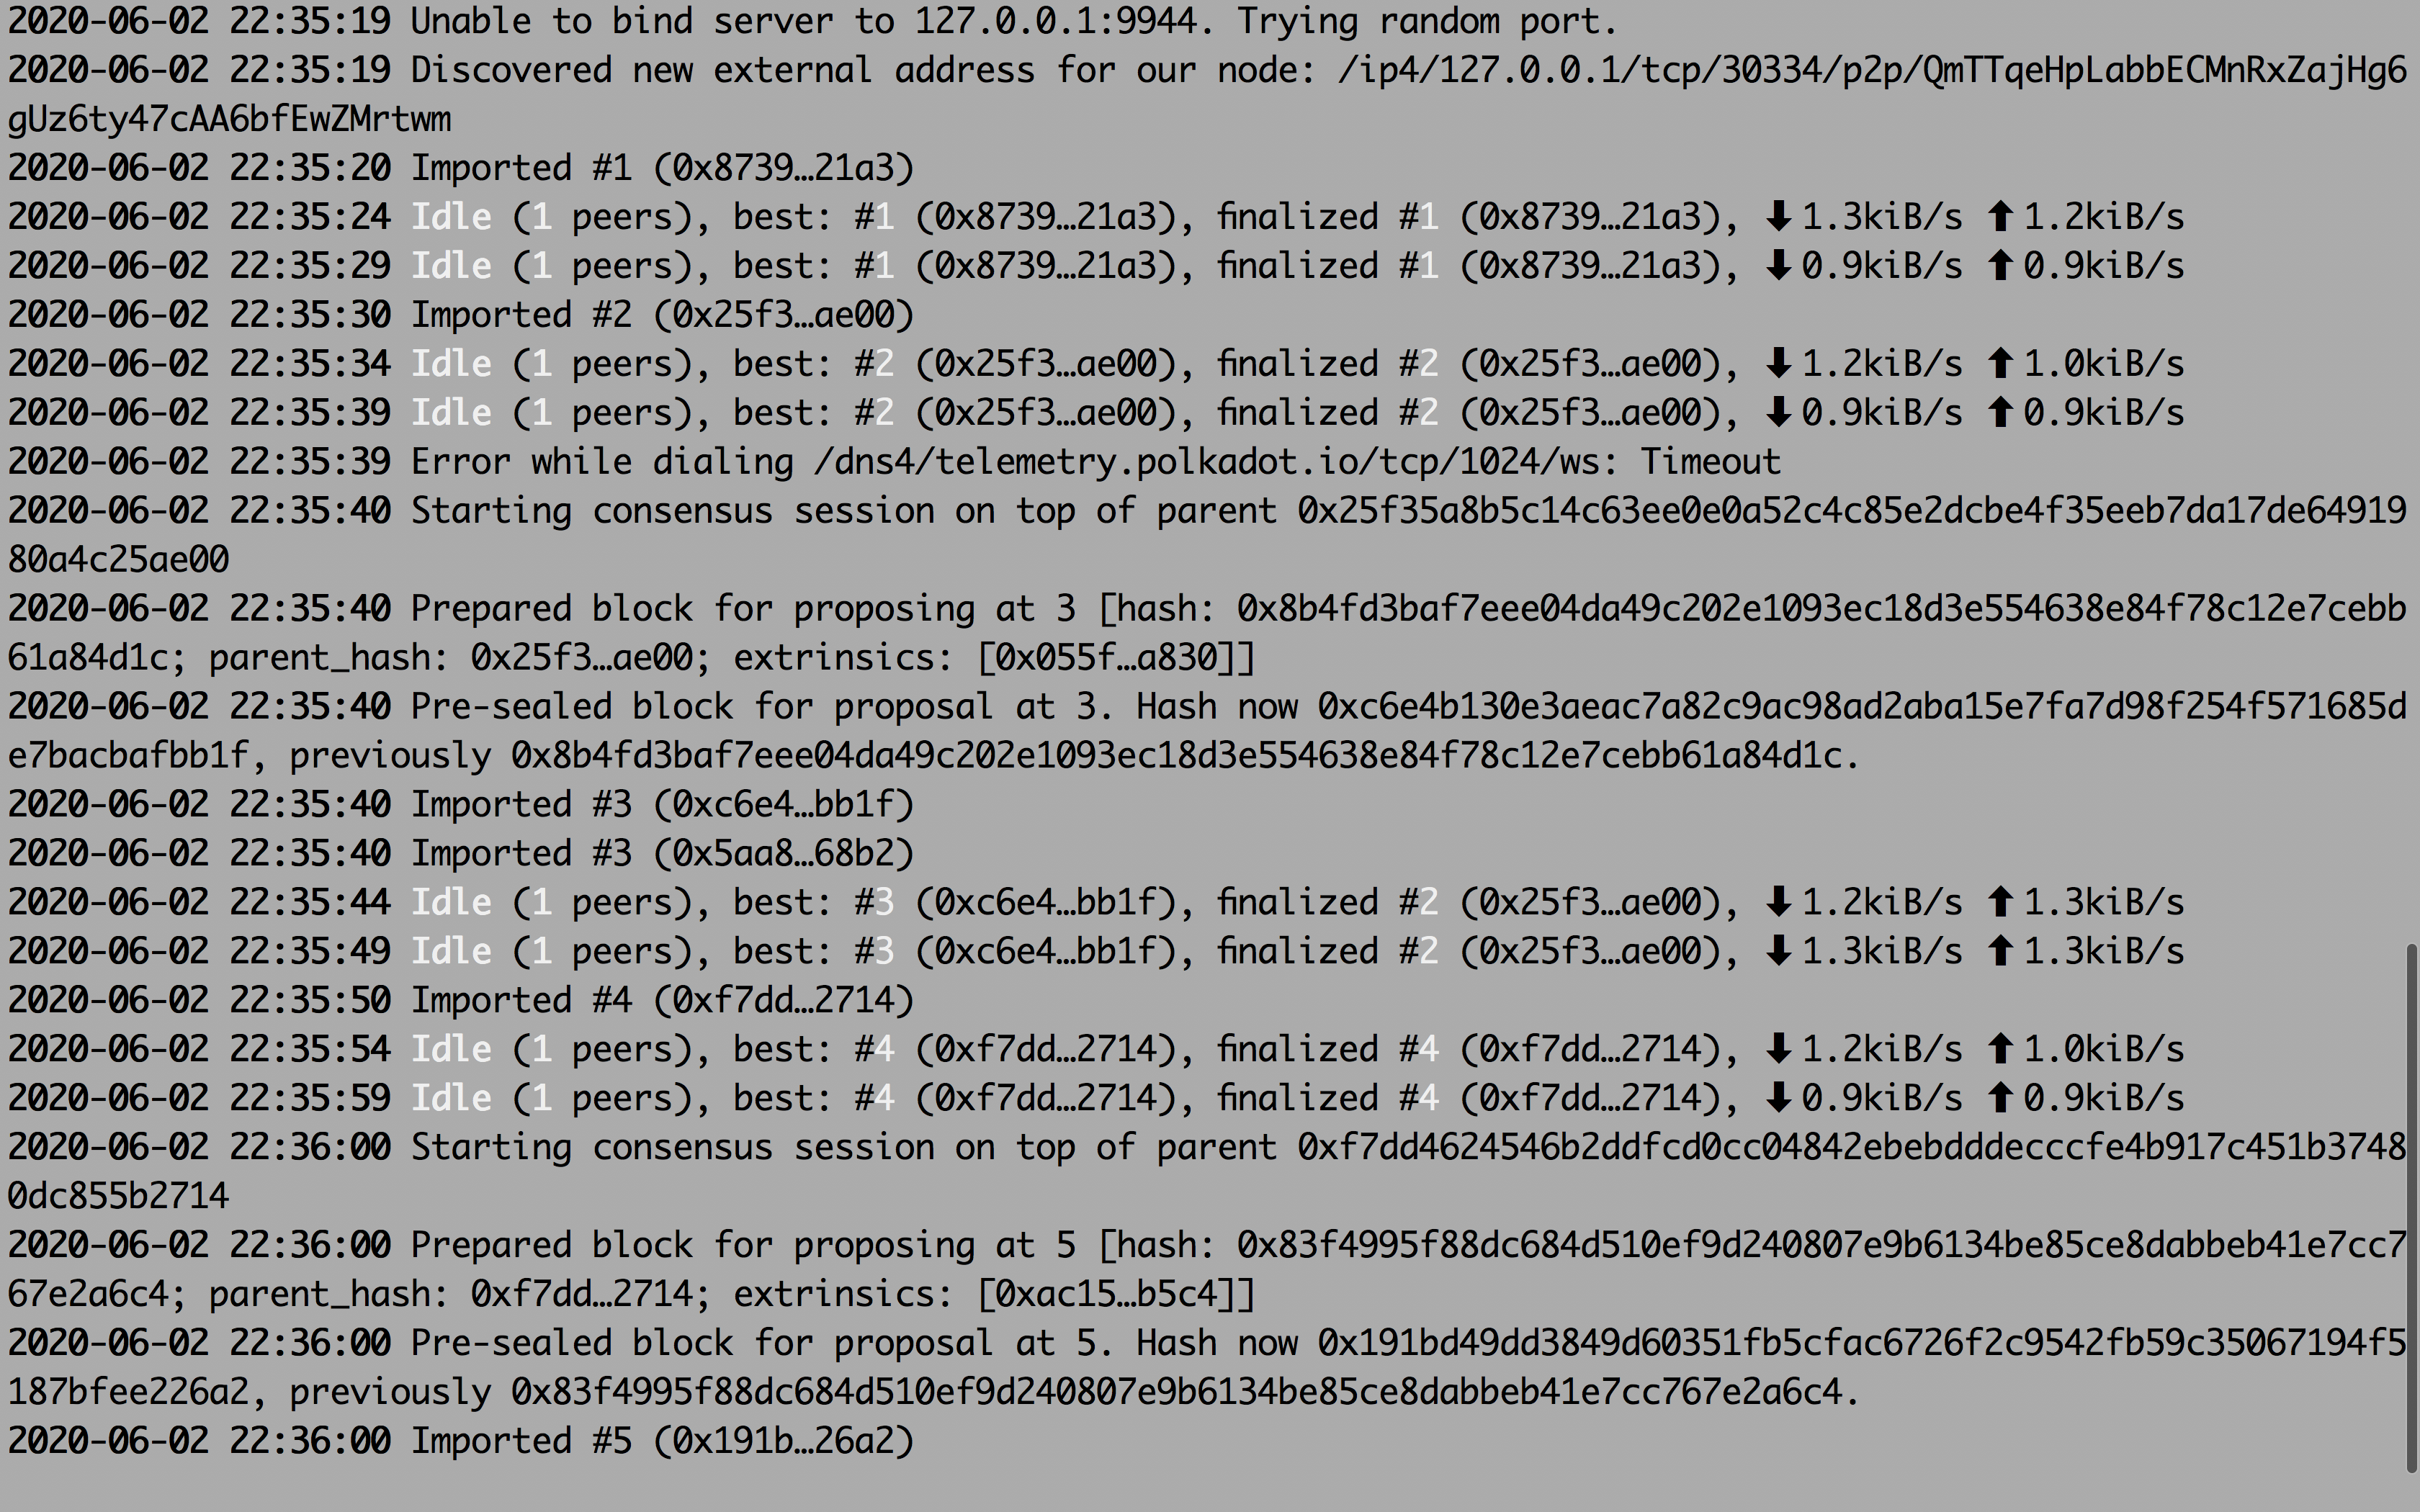 2020-06-02 22:35:19 Unable to bind server to 127.0.0.1:9944. Trying random port.
2020-06-02 22:35:19 Discovered new external address for our node: /ip4/127.0.0.1/tcp/30334/p2p/QmTTqeHpLabbECMnRxZajHg6
gUz6ty47cAA6bfEwZMrtwm
2020-06-02 22:35:20 Imported #1 (0x8739…21a3)
2020-06-02 22:35:24 Idle (1 peers), best: #1 (0x8739…21a3), finalized #1 (0x8739…21a3), ⬇ 1.3kiB/s ⬆ 1.2kiB/s
2020-06-02 22:35:29 Idle (1 peers), best: #1 (0x8739…21a3), finalized #1 (0x8739…21a3), ⬇ 0.9kiB/s ⬆ 0.9kiB/s
2020-06-02 22:35:30 Imported #2 (0x25f3…ae00)
2020-06-02 22:35:34 Idle (1 peers), best: #2 (0x25f3…ae00), finalized #2 (0x25f3…ae00), ⬇ 1.2kiB/s ⬆ 1.0kiB/s
2020-06-02 22:35:39 Idle (1 peers), best: #2 (0x25f3…ae00), finalized #2 (0x25f3…ae00), ⬇ 0.9kiB/s ⬆ 0.9kiB/s
2020-06-02 22:35:39 Error while dialing /dns4/telemetry.polkadot.io/tcp/1024/ws: Timeout
2020-06-02 22:35:40 Starting consensus session on top of parent 0x25f35a8b5c14c63ee0e0a52c4c85e2dcbe4f35eeb7da17de64919
80a4c25ae00
2020-06-02 22:35:40 Prepared block for proposing at 3 [hash: 0x8b4fd3baf7eee04da49c202e1093ec18d3e554638e84f78c12e7cebb
61a84d1c; parent_hash: 0x25f3…ae00; extrinsics: [0x055f…a830]]
2020-06-02 22:35:40 Pre-sealed block for proposal at 3. Hash now 0xc6e4b130e3aeac7a82c9ac98ad2aba15e7fa7d98f254f571685d
e7bacbafbb1f, previously 0x8b4fd3baf7eee04da49c202e1093ec18d3e554638e84f78c12e7cebb61a84d1c.
2020-06-02 22:35:40 Imported #3 (0xc6e4…bb1f)
2020-06-02 22:35:40 Imported #3 (0x5aa8…68b2)
2020-06-02 22:35:44 Idle (1 peers), best: #3 (0xc6e4…bb1f), finalized #2 (0x25f3…ae00), ⬇ 1.2kiB/s ⬆ 1.3kiB/s
2020-06-02 22:35:49 Idle (1 peers), best: #3 (0xc6e4…bb1f), finalized #2 (0x25f3…ae00), ⬇ 1.3kiB/s ⬆ 1.3kiB/s
2020-06-02 22:35:50 Imported #4 (0xf7dd…2714)
2020-06-02 22:35:54 Idle (1 peers), best: #4 (0xf7dd…2714), finalized #4 (0xf7dd…2714), ⬇ 1.2kiB/s ⬆ 1.0kiB/s
2020-06-02 22:35:59 Idle (1 peers), best: #4 (0xf7dd…2714), finalized #4 (0xf7dd…2714), ⬇ 0.9kiB/s ⬆ 0.9kiB/s
2020-06-02 22:36:00 Starting consensus session on top of parent 0xf7dd4624546b2ddfcd0cc04842ebebdddecccfe4b917c451b3748
0dc855b2714
2020-06-02 22:36:00 Prepared block for proposing at 5 [hash: 0x83f4995f88dc684d510ef9d240807e9b6134be85ce8dabbeb41e7cc7
67e2a6c4; parent_hash: 0xf7dd…2714; extrinsics: [0xac15…b5c4]]
2020-06-02 22:36:00 Pre-sealed block for proposal at 5. Hash now 0x191bd49dd3849d60351fb5cfac6726f2c9542fb59c35067194f5
187bfee226a2, previously 0x83f4995f88dc684d510ef9d240807e9b6134be85ce8dabbeb41e7cc767e2a6c4.
2020-06-02 22:36:00 Imported #5 (0x191b…26a2)